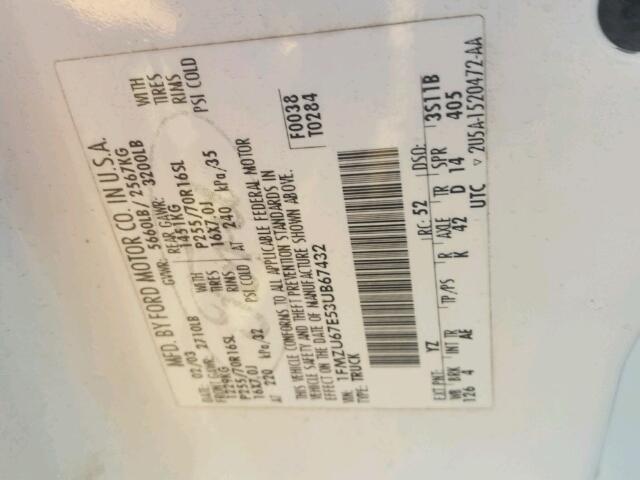 MFD. BY FORD MOTOR CO. IN U.S.A.
DATE: 02/03 GVWR: 5660LB / 2567KG
FRONT GAWR: 2710LB REAR GAWR: 3200LB
1229KG 1451KG WITH
P255/70R16SL WITH TIRES P255/70R16SL TIRES
16X7.0J RIMS 16X7.0J RIMS
AT 220 kPa/32 PSI COLD AT 240 kPa/35 PSI COLD
THIS VEHICLE CONFORMS TO ALL APPLICABLE FEDERAL MOTOR
VEHICLE SAFETY AND THEFT PREVENTION STANDARDS IN
EFFECT ON THE DATE OF MANUFACTURE SHOWN ABOVE.
VIN: 1FMZU67E53UB67432 F0038
TYPE: TRUCK T0284
EXT PNT: YZ RC: 52 DSO:
WB BRK INT TR TP/PS R AXLE TR SPR 3S11B
126 4 AE K 42 D 14 405
UTC ▽ 2U5A-1520472-AA